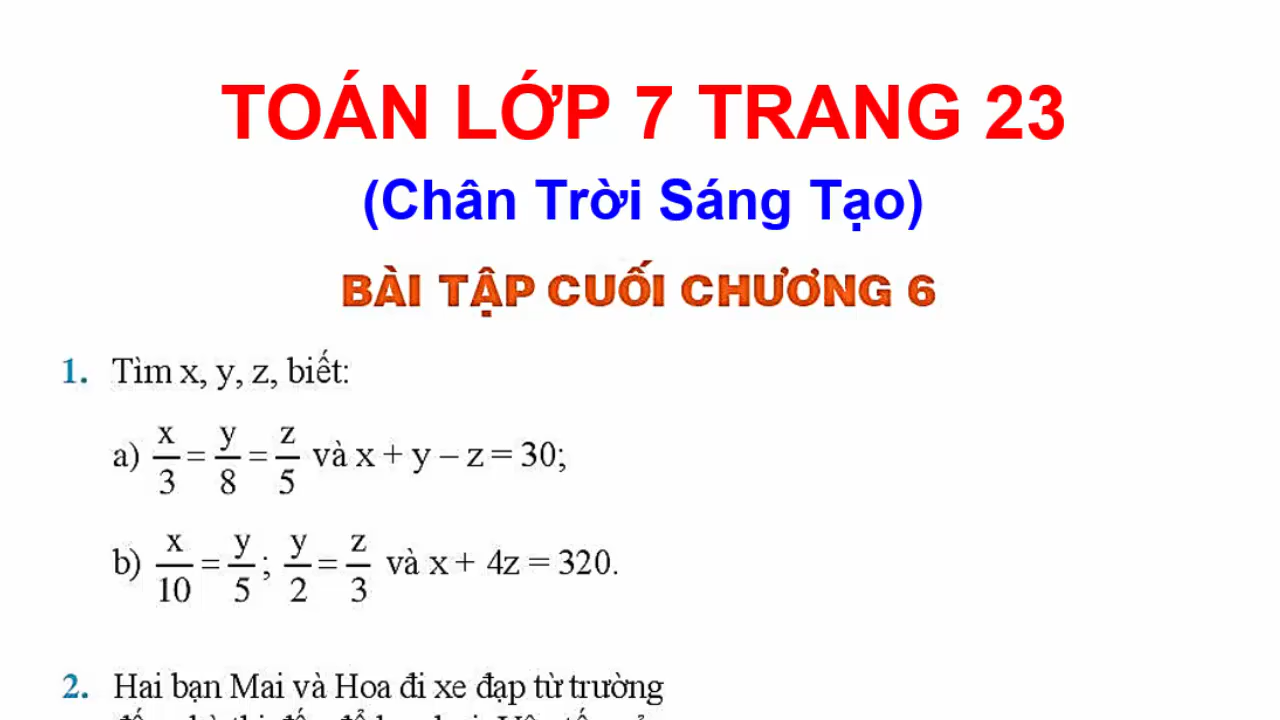 TOÁN LỚP 7 TRANG 23
(Chân Trời Sáng Tạo)
BÀI TẬP CUỐI CHƯƠNG 6
1. Tìm x, y, z, biết:
a) x/3 = y/8 = z/5 và x + y – z = 30;
b) x/10 = y/5; y/2 = z/3 và x + 4z = 320.
2. Hai bạn Mai và Hoa đi xe đạp từ trường